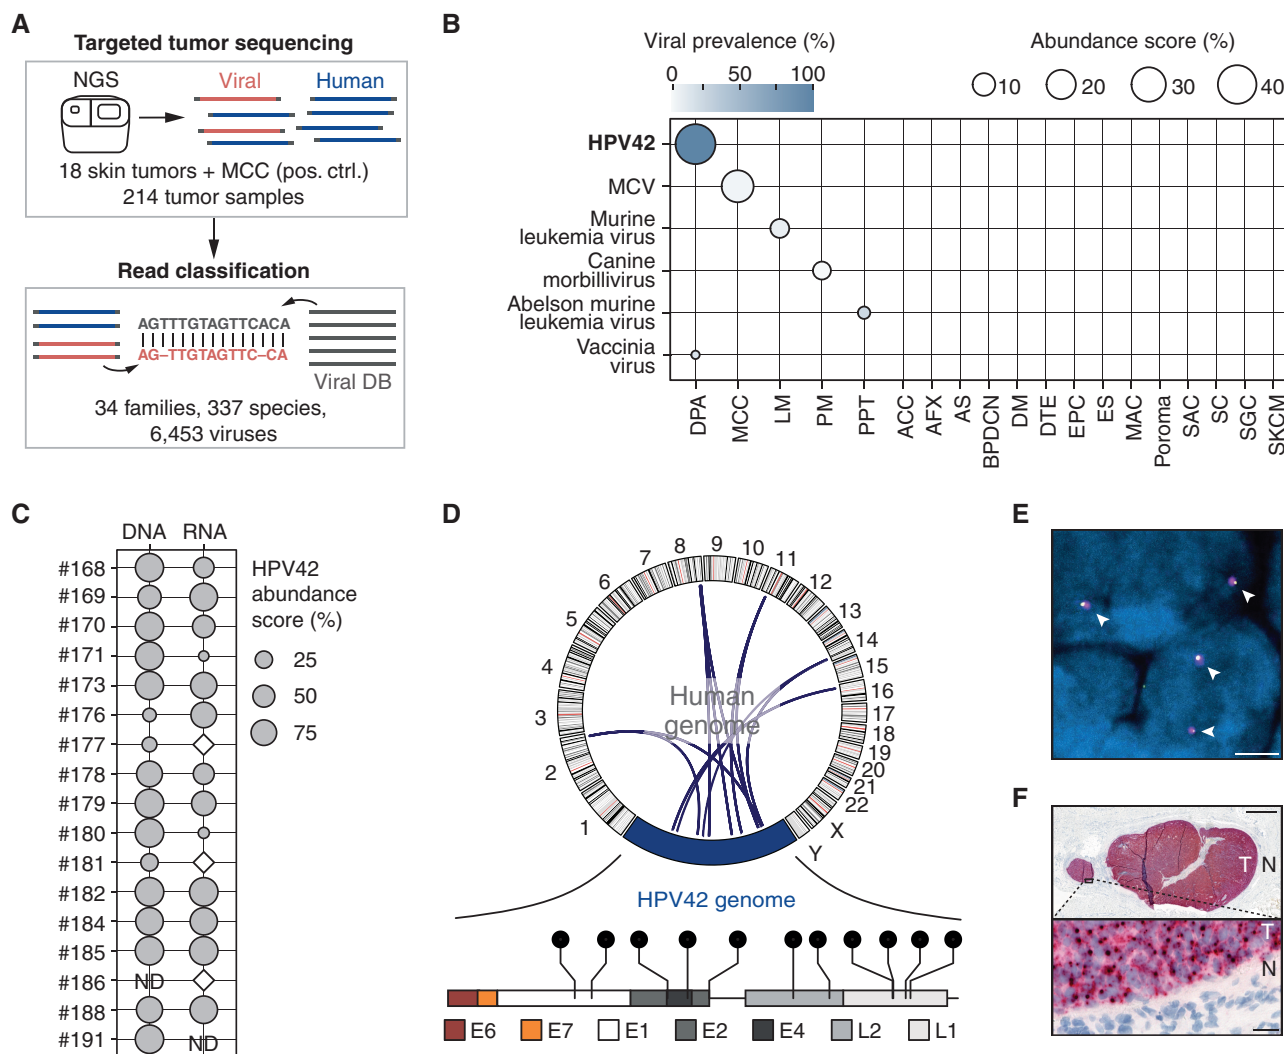 A
Targeted tumor sequencing
NGS
Viral
Human
18 skin tumors + MCC (pos. ctrl.)
214 tumor samples
Read classification
AGTTTGTAGTTCACA
AG–TTGTAGTTC–CA
Viral DB
34 families, 337 species,
6,453 viruses
B
Viral prevalence (%)
0 50 100
Abundance score (%)
10 20 30 40
HPV42
MCV
Murine
leukemia virus
Canine
morbillivirus
Abelson murine
leukemia virus
Vaccinia
virus
DPA MCC LM PM PPT ACC AFX AS BPDCN DM DTE EPC ES MAC Poroma SAC SC SGC SKCM
C
DNA RNA
#168
#169
#170
#171
#173
#176
#177
#178
#179
#180
#181
#182
#184
#185
#186 ND
#188
#191 ND
HPV42
abundance
score (%)
25
50
75
D
1 2 3 4 5 6 7 8 9 10 11 12 13 14 15 16 17 18 19 20 21 22 X Y
Human
genome
HPV42 genome
E6 E7 E1 E2 E4 L2 L1
E
F
T N
T
N